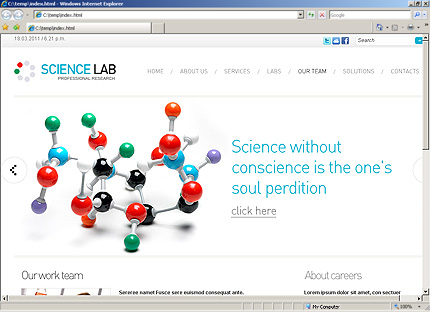 C:\temp\index.html - Windows Internet Explorer
C:\temp\index.html
Google
C:\temp\index.html
19.03.2011 / 6:21 p.m.
Search
SCIENCE LAB
PROFESSIONAL RESEARCH
HOME / ABOUT US / SERVICES / LABS / OUR TEAM / SOLUTIONS / CONTACTS
Science without
conscience is the one's
soul perdition
click here
Our work team
About careers
Sereree namet Fusce sere euismod consequat ante.
Lorem ipsum dolor sit amet, con sectuer
My Computer
100%